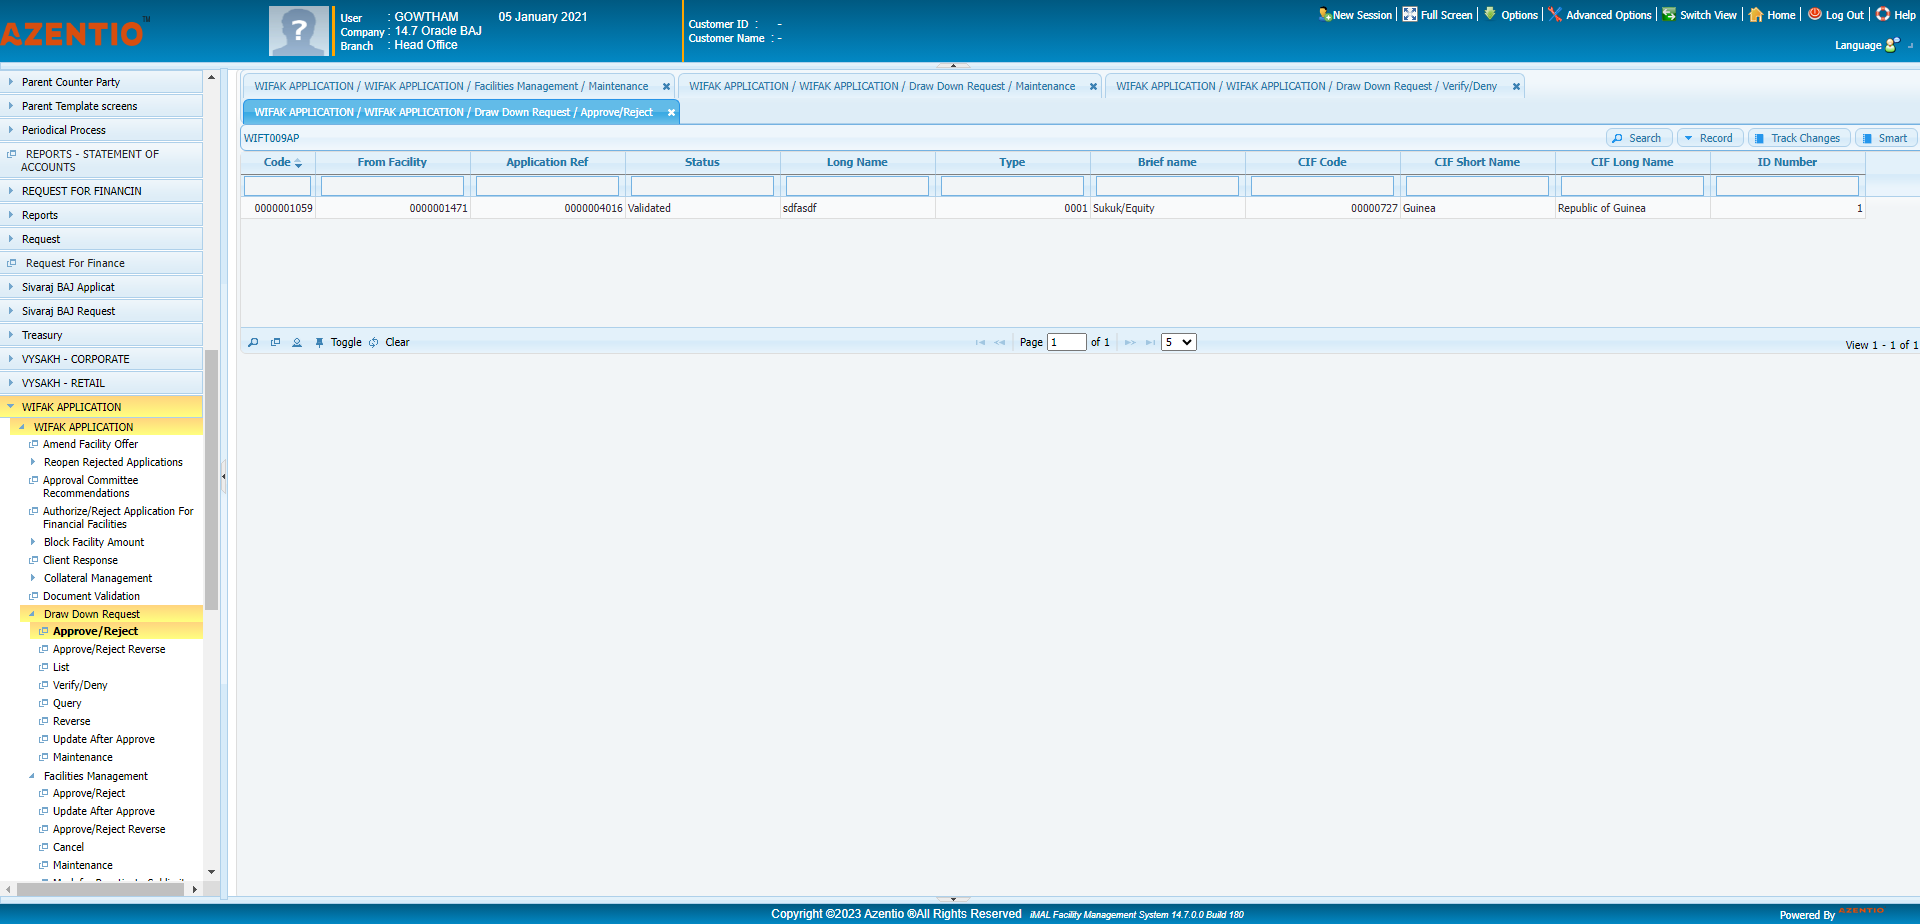 AZENTIO™
User : GOWTHAM 05 January 2021
Company : 14.7 Oracle BAJ
Branch : Head Office
Customer ID : -
Customer Name : -
New Session Full Screen Options Advanced Options Switch View Home Log Out Help
Language
Parent Counter Party
Parent Template screens
Periodical Process
REPORTS - STATEMENT OF
ACCOUNTS
REQUEST FOR FINANCIN
Reports
Request
Request For Finance
Sivaraj BAJ Applicat
Sivaraj BAJ Request
Treasury
VYSAKH - CORPORATE
VYSAKH - RETAIL
WIFAK APPLICATION
WIFAK APPLICATION
Amend Facility Offer
Reopen Rejected Applications
Approval Committee
Recommendations
Authorize/Reject Application For
Financial Facilities
Block Facility Amount
Client Response
Collateral Management
Document Validation
Draw Down Request
Approve/Reject
Approve/Reject Reverse
List
Verify/Deny
Query
Reverse
Update After Approve
Maintenance
Facilities Management
Approve/Reject
Update After Approve
Approve/Reject Reverse
Cancel
Maintenance
WIFAK APPLICATION / WIFAK APPLICATION / Facilities Management / Maintenance
WIFAK APPLICATION / WIFAK APPLICATION / Draw Down Request / Maintenance
WIFAK APPLICATION / WIFAK APPLICATION / Draw Down Request / Verify/Deny
WIFAK APPLICATION / WIFAK APPLICATION / Draw Down Request / Approve/Reject
WIFT009AP
Search Record Track Changes Smart
Code From Facility Application Ref Status Long Name Type Brief name CIF Code CIF Short Name CIF Long Name ID Number
0000001059 0000001471 0000004016 Validated sdfasdf 0001 Sukuk/Equity 00000727 Guinea Republic of Guinea 1
Toggle Clear
Page 1 of 1 5
View 1 - 1 of 1
Copyright ©2023 Azentio ®All Rights Reserved iMAL Facility Management System 14.7.0.0 Build 180
Powered By AZENTIO